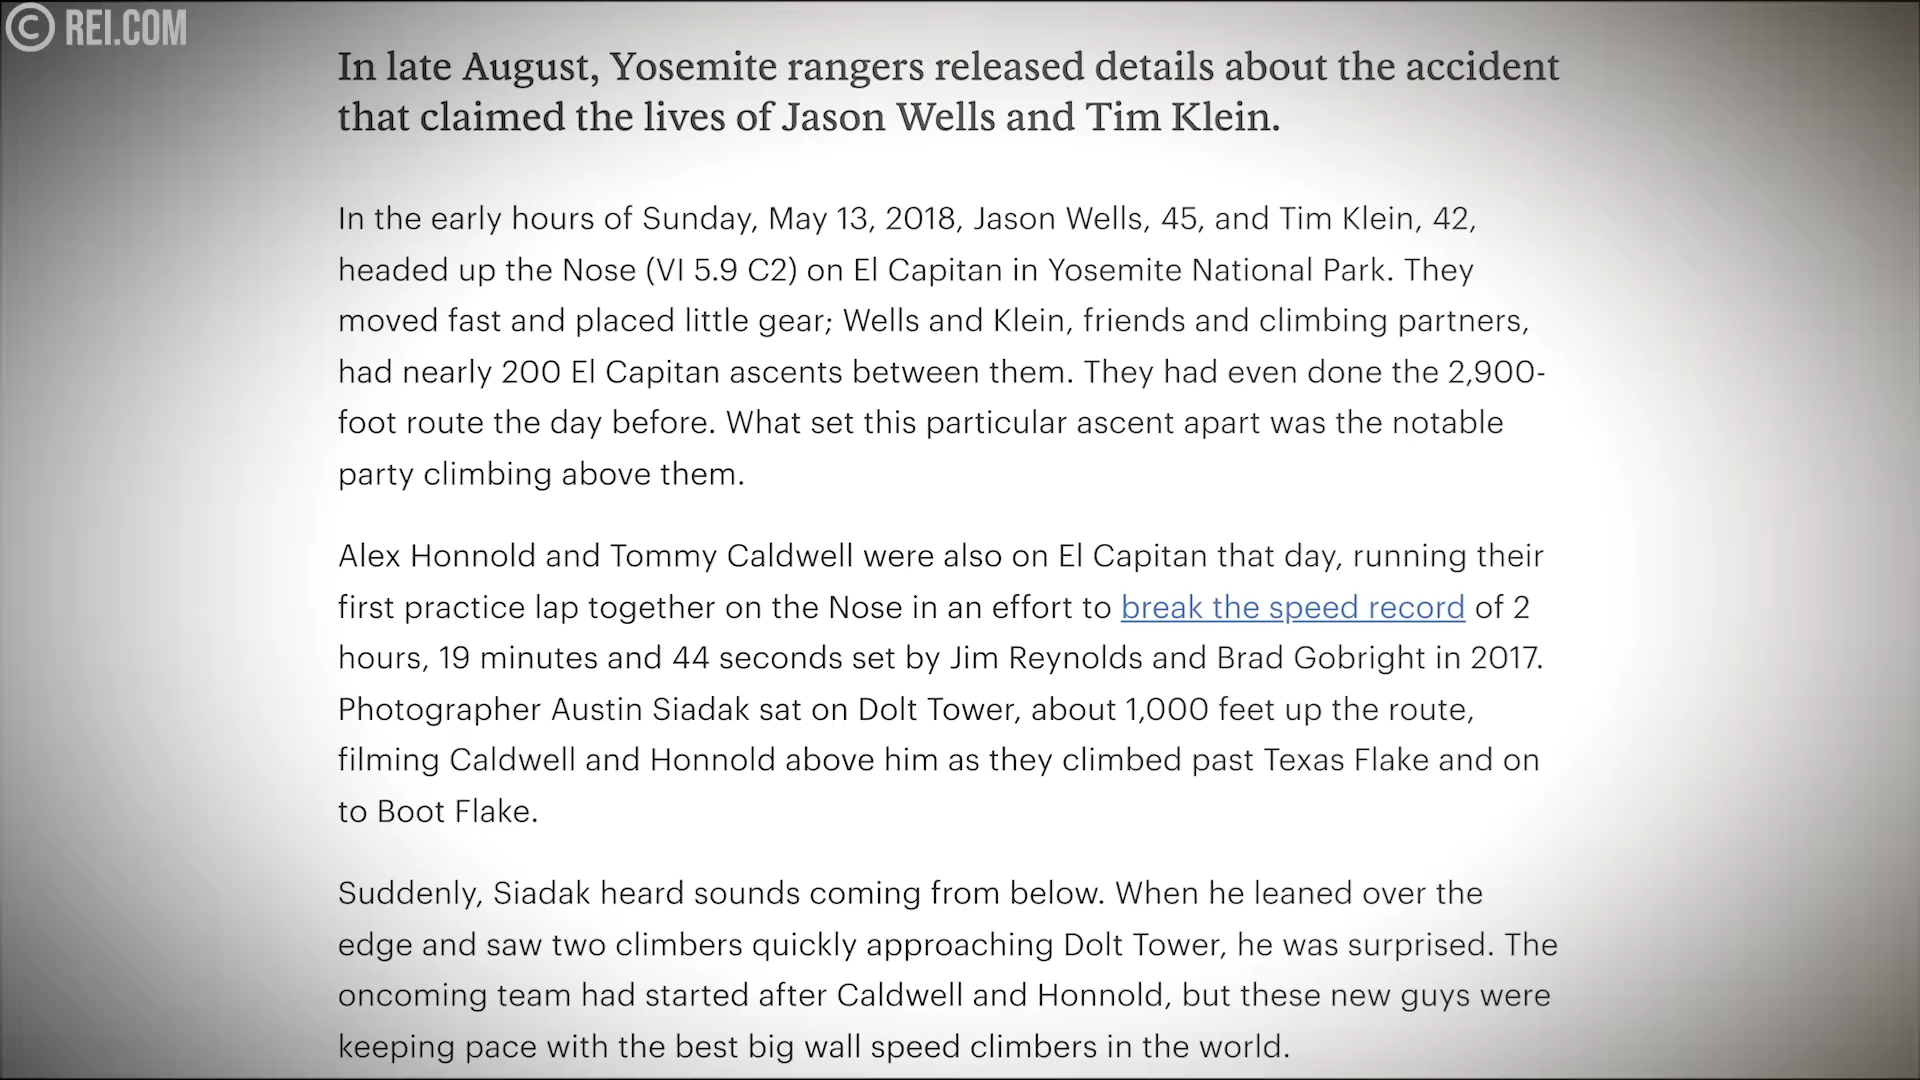 © REI.COM
In late August, Yosemite rangers released details about the accident
that claimed the lives of Jason Wells and Tim Klein.
In the early hours of Sunday, May 13, 2018, Jason Wells, 45, and Tim Klein, 42,
headed up the Nose (VI 5.9 C2) on El Capitan in Yosemite National Park. They
moved fast and placed little gear; Wells and Klein, friends and climbing partners,
had nearly 200 El Capitan ascents between them. They had even done the 2,900-
foot route the day before. What set this particular ascent apart was the notable
party climbing above them.
Alex Honnold and Tommy Caldwell were also on El Capitan that day, running their
first practice lap together on the Nose in an effort to break the speed record of 2
hours, 19 minutes and 44 seconds set by Jim Reynolds and Brad Gobright in 2017.
Photographer Austin Siadak sat on Dolt Tower, about 1,000 feet up the route,
filming Caldwell and Honnold above him as they climbed past Texas Flake and on
to Boot Flake.
Suddenly, Siadak heard sounds coming from below. When he leaned over the
edge and saw two climbers quickly approaching Dolt Tower, he was surprised. The
oncoming team had started after Caldwell and Honnold, but these new guys were
keeping pace with the best big wall speed climbers in the world.